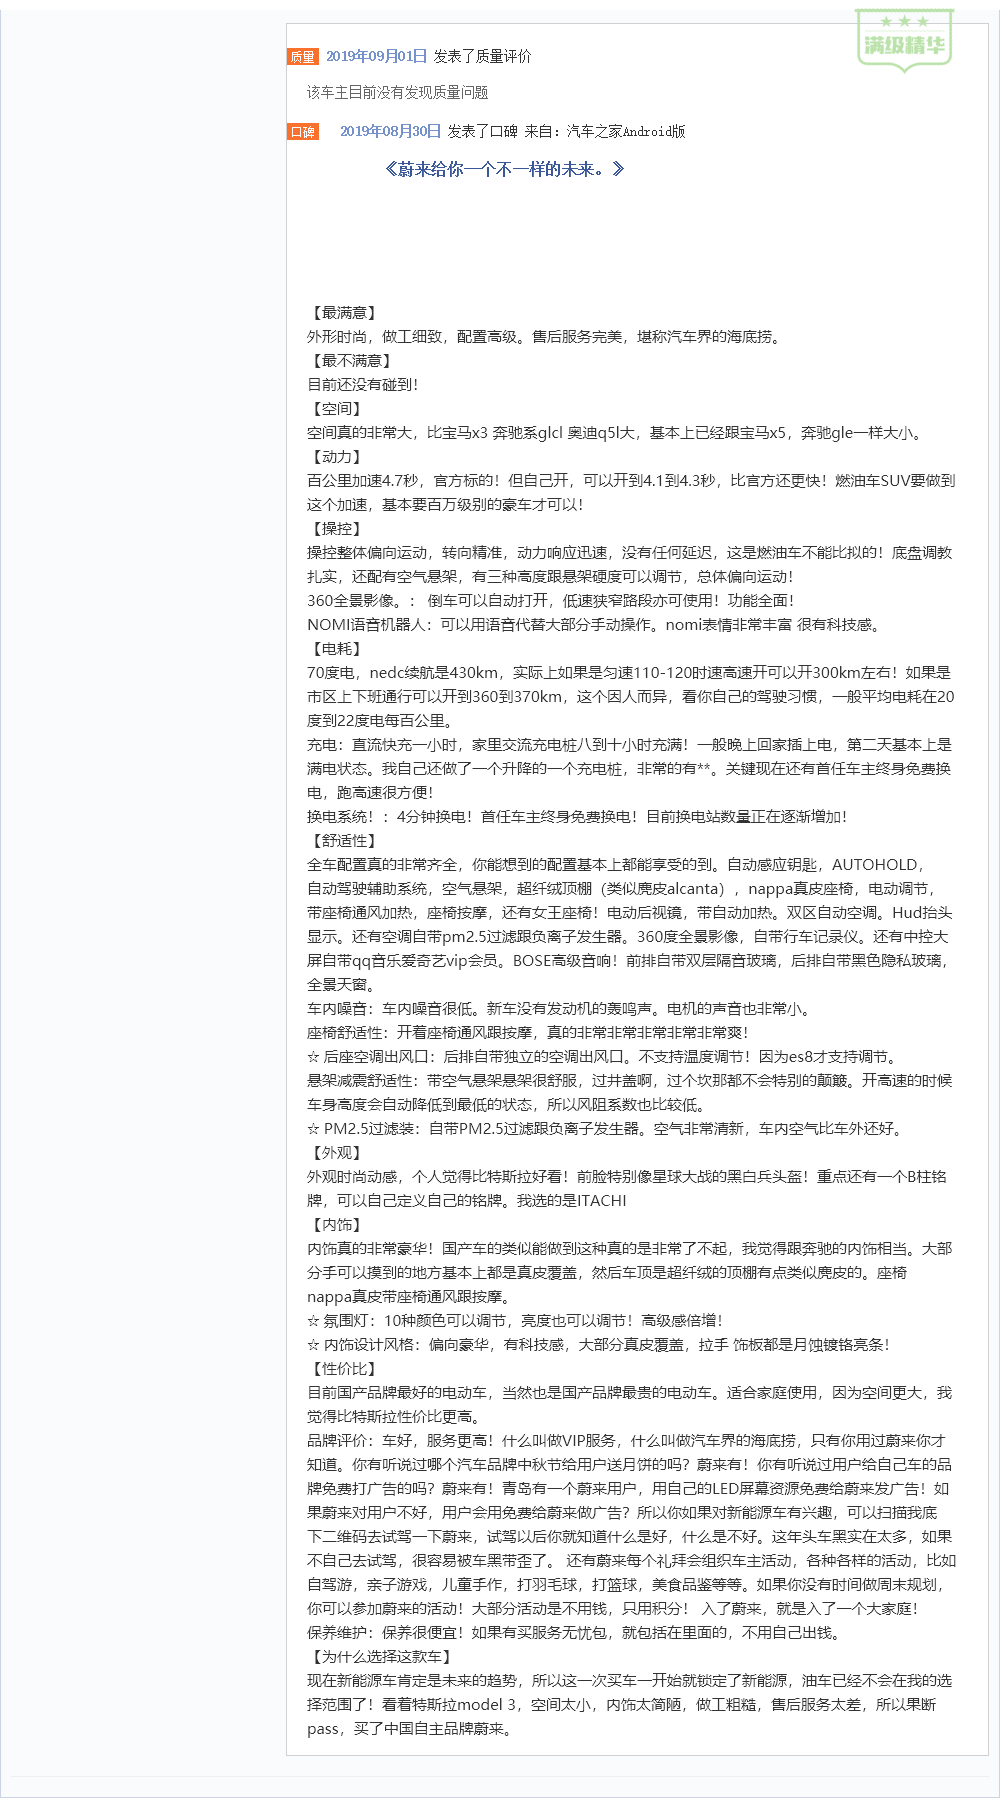 满级精华
质量 2019年09月01日 发表了质量评价
该车主目前没有发现质量问题
口碑 2019年08月30日 发表了口碑 来自：汽车之家Android版
《蔚来给你一个不一样的未来。》
【最满意】
外形时尚，做工细致，配置高级。售后服务完美，堪称汽车界的海底捞。
【最不满意】
目前还没有碰到！
【空间】
空间真的非常大，比宝马x3 奔驰系glcl 奥迪q5l大，基本上已经跟宝马x5，奔驰gle一样大小。
【动力】
百公里加速4.7秒，官方标的！但自己开，可以开到4.1到4.3秒，比官方还更快！燃油车SUV要做到
这个加速，基本要百万级别的豪车才可以！
【操控】
操控整体偏向运动，转向精准，动力响应迅速，没有任何延迟，这是燃油车不能比拟的！底盘调教
扎实，还配有空气悬架，有三种高度跟悬架硬度可以调节，总体偏向运动！
360全景影像。： 倒车可以自动打开，低速狭窄路段亦可使用！功能全面！
NOMI语音机器人：可以用语音代替大部分手动操作。nomi表情非常丰富 很有科技感。
【电耗】
70度电，nedc续航是430km，实际上如果是匀速110-120时速高速开可以开300km左右！如果是
市区上下班通行可以开到360到370km，这个因人而异，看你自己的驾驶习惯，一般平均电耗在20
度到22度电每百公里。
充电：直流快充一小时，家里交流充电桩八到十小时充满！一般晚上回家插上电，第二天基本上是
满电状态。我自己还做了一个升降的一个充电桩，非常的有**。关键现在还有首任车主终身免费换
电，跑高速很方便！
换电系统！：4分钟换电！首任车主终身免费换电！目前换电站数量正在逐渐增加！
【舒适性】
全车配置真的非常齐全，你能想到的配置基本上都能享受的到。自动感应钥匙，AUTOHOLD，
自动驾驶辅助系统，空气悬架，超纤绒顶棚（类似麂皮alcanta），nappa真皮座椅，电动调节，
带座椅通风加热，座椅按摩，还有女王座椅！电动后视镜，带自动加热。双区自动空调。Hud抬头
显示。还有空调自带pm2.5过滤跟负离子发生器。360度全景影像，自带行车记录仪。还有中控大
屏自带qq音乐爱奇艺vip会员。BOSE高级音响！前排自带双层隔音玻璃，后排自带黑色隐私玻璃，
全景天窗。
车内噪音：车内噪音很低。新车没有发动机的轰鸣声。电机的声音也非常小。
座椅舒适性：开着座椅通风跟按摩，真的非常非常非常非常非常爽！
☆ 后座空调出风口：后排自带独立的空调出风口。不支持温度调节！因为es8才支持调节。
悬架减震舒适性：带空气悬架悬架很舒服，过井盖啊，过个坎那都不会特别的颠簸。开高速的时候
车身高度会自动降低到最低的状态，所以风阻系数也比较低。
☆ PM2.5过滤装：自带PM2.5过滤跟负离子发生器。空气非常清新，车内空气比车外还好。
【外观】
外观时尚动感，个人觉得比特斯拉好看！前脸特别像星球大战的黑白兵头盔！重点还有一个B柱铭
牌，可以自己定义自己的铭牌。我选的是ITACHI
【内饰】
内饰真的非常豪华！国产车的类似能做到这种真的是非常了不起，我觉得跟奔驰的内饰相当。大部
分手可以摸到的地方基本上都是真皮覆盖，然后车顶是超纤绒的顶棚有点类似麂皮的。座椅
nappa真皮带座椅通风跟按摩。
☆ 氛围灯：10种颜色可以调节，亮度也可以调节！高级感倍增！
☆ 内饰设计风格：偏向豪华，有科技感，大部分真皮覆盖，拉手 饰板都是月蚀镀铬亮条！
【性价比】
目前国产品牌最好的电动车，当然也是国产品牌最贵的电动车。适合家庭使用，因为空间更大，我
觉得比特斯拉性价比更高。
品牌评价：车好，服务更高！什么叫做VIP服务，什么叫做汽车界的海底捞，只有你用过蔚来你才
知道。你有听说过哪个汽车品牌中秋节给用户送月饼的吗？蔚来有！你有听说过用户给自己车的品
牌免费打广告的吗？蔚来有！青岛有一个蔚来用户，用自己的LED屏幕资源免费给蔚来发广告！如
果蔚来对用户不好，用户会用免费给蔚来做广告？所以你如果对新能源车有兴趣，可以扫描我底
下二维码去试驾一下蔚来，试驾以后你就知道什么是好，什么是不好。这年头车黑实在太多，如果
不自己去试驾，很容易被车黑带歪了。 还有蔚来每个礼拜会组织车主活动，各种各样的活动，比如
自驾游，亲子游戏，儿童手作，打羽毛球，打篮球，美食品鉴等等。如果你没有时间做周末规划，
你可以参加蔚来的活动！大部分活动是不用钱，只用积分！ 入了蔚来，就是入了一个大家庭！
保养维护：保养很便宜！如果有买服务无忧包，就包括在里面的，不用自己出钱。
【为什么选择这款车】
现在新能源车肯定是未来的趋势，所以这一次买车一开始就锁定了新能源，油车已经不会在我的选
择范围了！看着特斯拉model 3，空间太小，内饰太简陋，做工粗糙，售后服务太差，所以果断
pass，买了中国自主品牌蔚来。